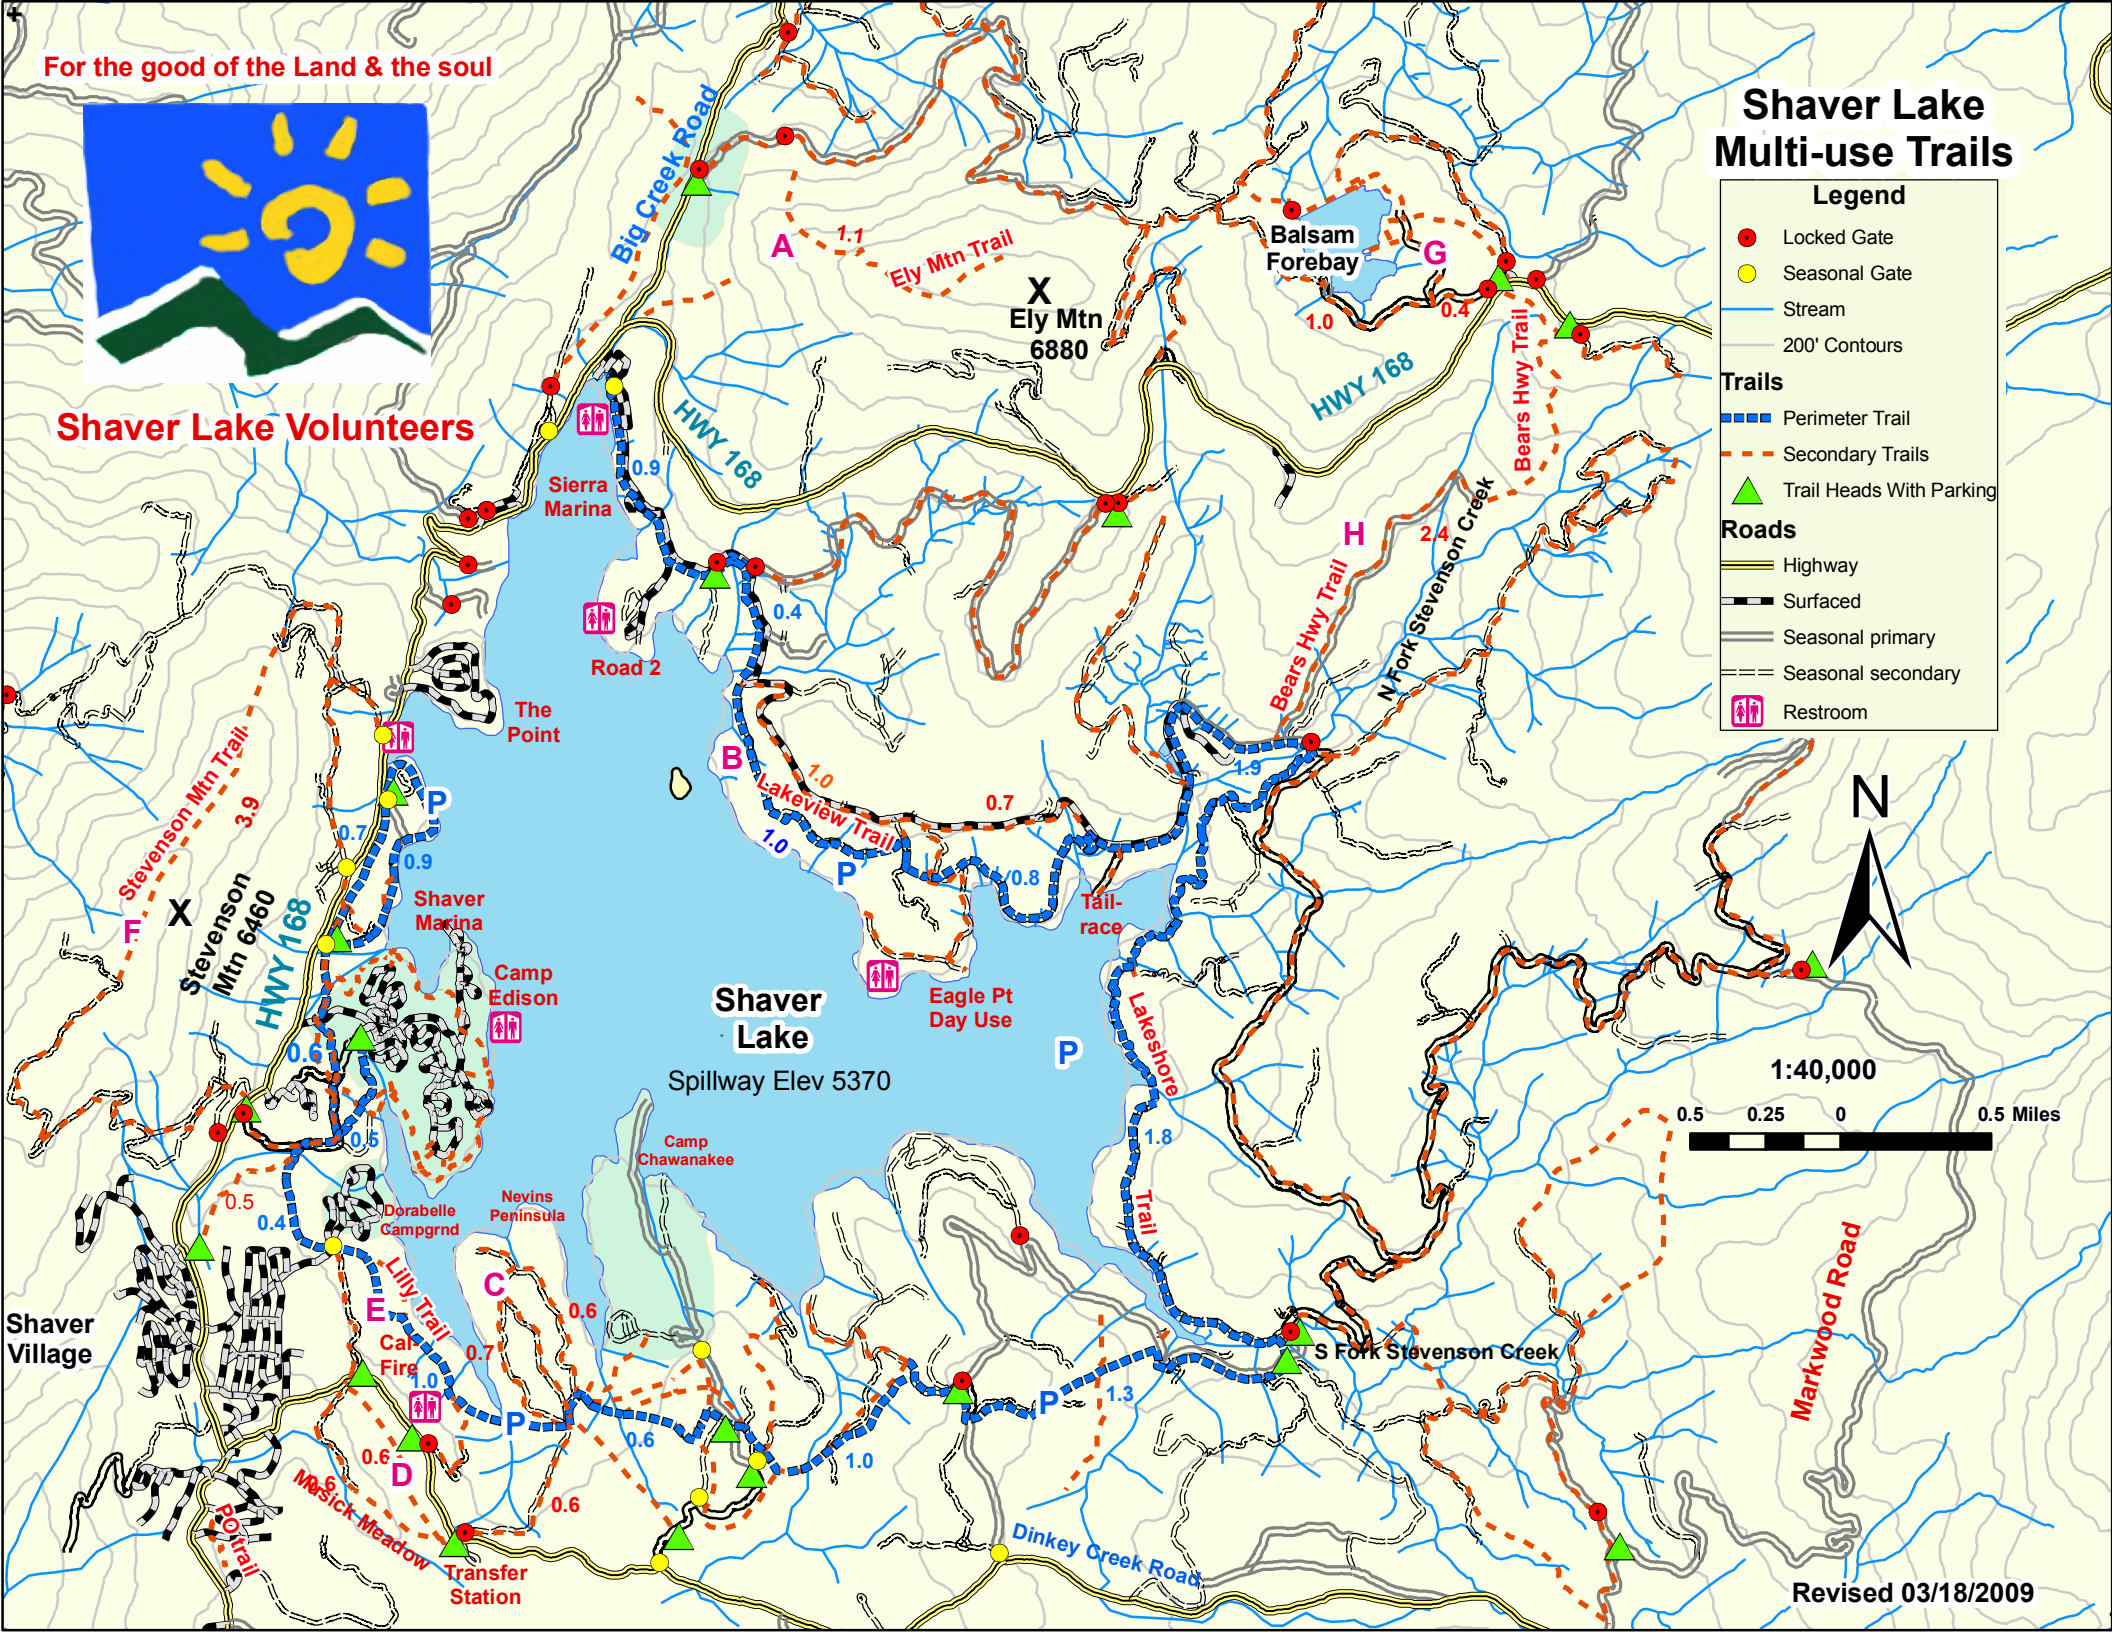 For the good of the Land & the soul
Shaver Lake Volunteers
Shaver Lake
Multi-use Trails
Legend
Locked Gate
Seasonal Gate
Stream
200' Contours
Trails
Perimeter Trail
Secondary Trails
Trail Heads With Parking
Roads
Highway
Surfaced
Seasonal primary
Seasonal secondary
Restroom
N
1:40,000
0.5 0.25 0 0.5 Miles
Big Creek Road
A
1.1
Ely Mtn Trail
X
Ely Mtn
6880
Balsam
Forebay
G
1.0
0.4
HWY 168
Bears Hwy Trail
HWY 168
0.9
Sierra
Marina
Road 2
0.4
H
2.4
Bears Hwy Trail
N Fork Stevenson Creek
The
Point
B
1.0
Lakeview Trail
1.0
0.7
1.9
P
0.8
Tail-
race
Stevenson Mtn Trail
3.9
F
X
Stevenson
Mtn 6460
HWY 168
0.7
P
0.9
Shaver
Marina
Camp
Edison
Shaver
Lake
Spillway Elev 5370
Eagle Pt
Day Use
P
Lakeshore
1.8
Trail
0.6
0.5
Camp
Chawanakee
0.5
0.4
Dorabelle
Campgrnd
Nevins
Peninsula
Lilly Trail
C
0.6
E
Cal-
Fire
1.0
0.7
Shaver
Village
P
0.6
0.6
D
0.6
Musick Meadow
0.6
PO trail
Transfer
Station
1.0
P
1.3
S Fork Stevenson Creek
Dinkey Creek Road
Markwood Road
Revised 03/18/2009